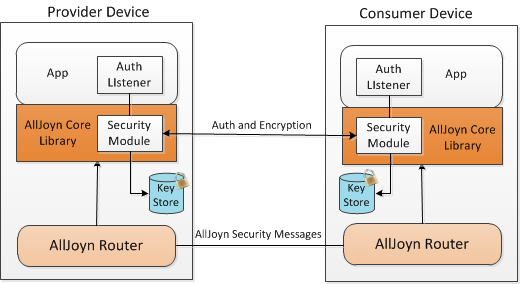 Provider Device
Consumer Device
App
Auth
LIstener
AllJoyn Core
Library
Security
Module
Key
Store
AllJoyn Router
Auth and Encryption
AllJoyn Security Messages
Auth
LIstener
App
Security
Module
AllJoyn Core
Library
Key
Store
AllJoyn Router